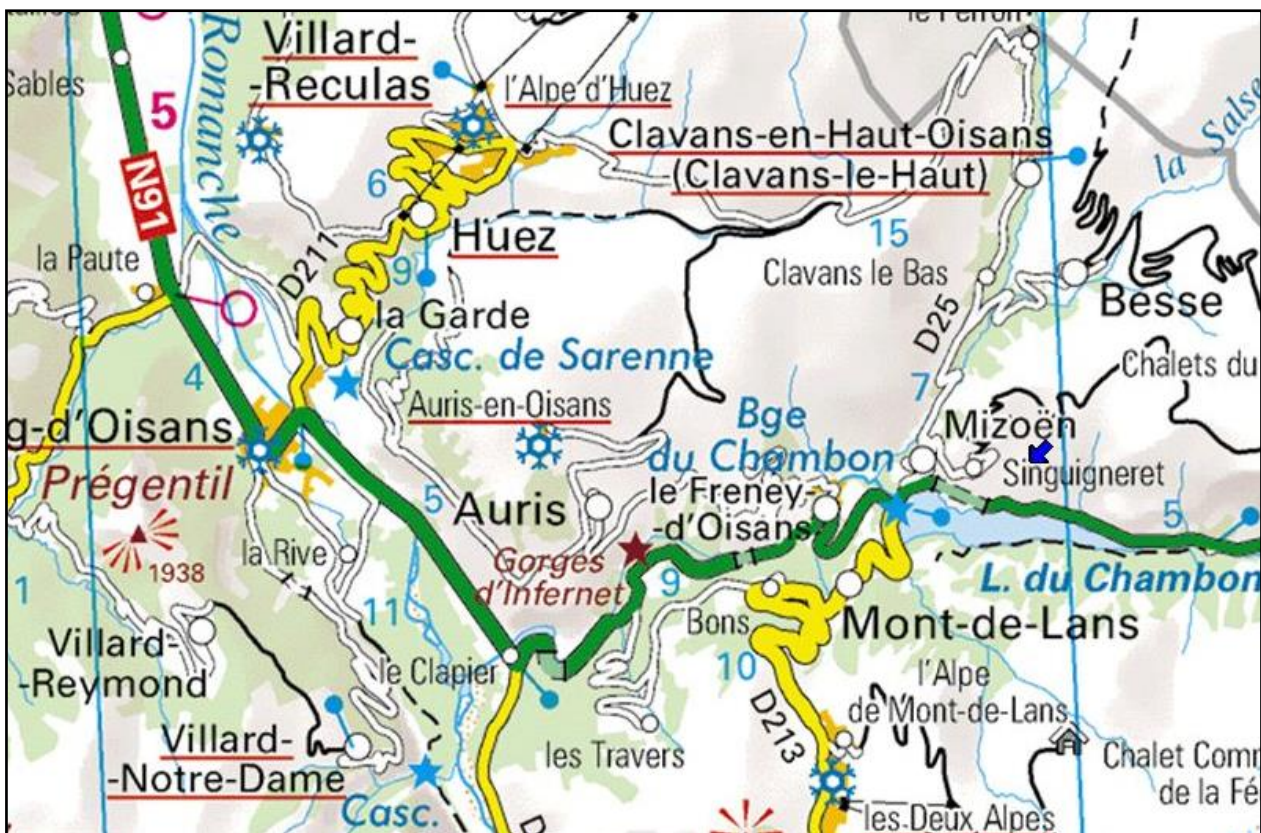 le Perron
Sables
Romanche
Villard-
-Reculas
l'Alpe d'Huez
5
Clavans-en-Haut-Oisans
(Clavans-le-Haut)
la Salse
N91
6
Huez
15
la Paute
D211
9
Clavans le Bas
Besse
la Garde
D25
Casc. de Sarenne
Chalets du
4
7
Auris-en-Oisans
Bge
du Chambon
Mizoën
g-d'Oisans
Singuigneret
Prégentil
5
Auris
le Freney-
-d'Oisans
5
1938
la Rive
Gorges
d'Infernet
9
L. du Chambon
1
11
Bons
Mont-de-Lans
Villard-
-Reymond
le Clapier
10
l'Alpe
de Mont-de-Lans
D213
Villard-
-Notre-Dame
les Travers
Chalet Comm
de la Fé
Casc.
D
les Deux Alpes